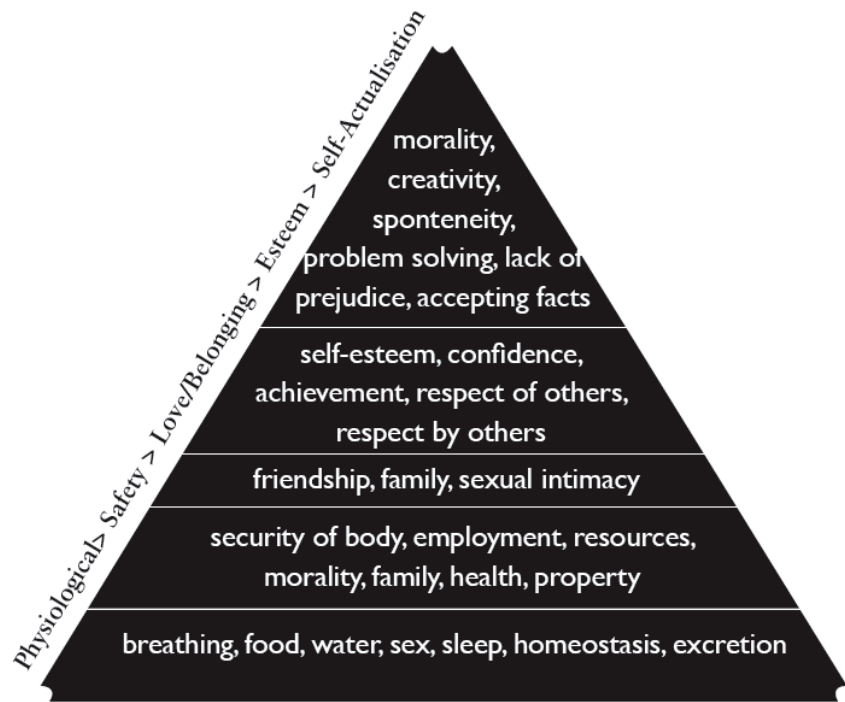 Physiological> Safety > Love/Belonging > Esteem > Self-Actualisation
morality,
creativity,
sponteneity,
problem solving, lack of
prejudice, accepting facts
self-esteem, confidence,
achievement, respect of others,
respect by others
friendship, family, sexual intimacy
security of body, employment, resources,
morality, family, health, property
breathing, food, water, sex, sleep, homeostasis, excretion